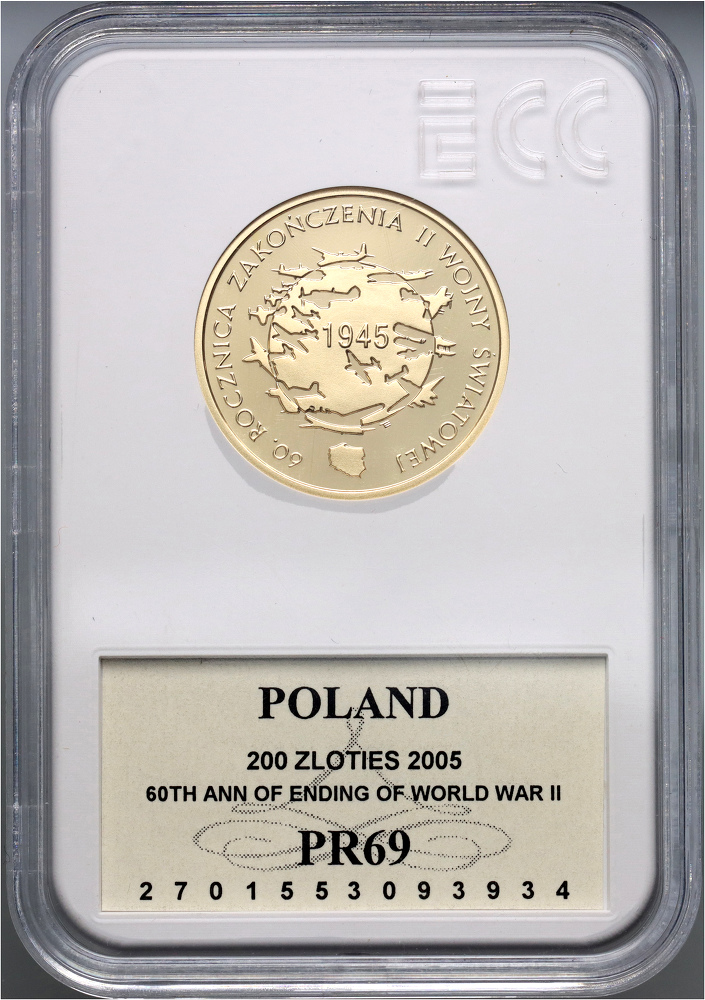 ECC
60. ROCZNICA ZAKOŃCZENIA II WOJNY ŚWIATOWEJ
1945
POLAND
200 ZLOTIES 2005
60TH ANN OF ENDING OF WORLD WAR II
PR69
2701553093934